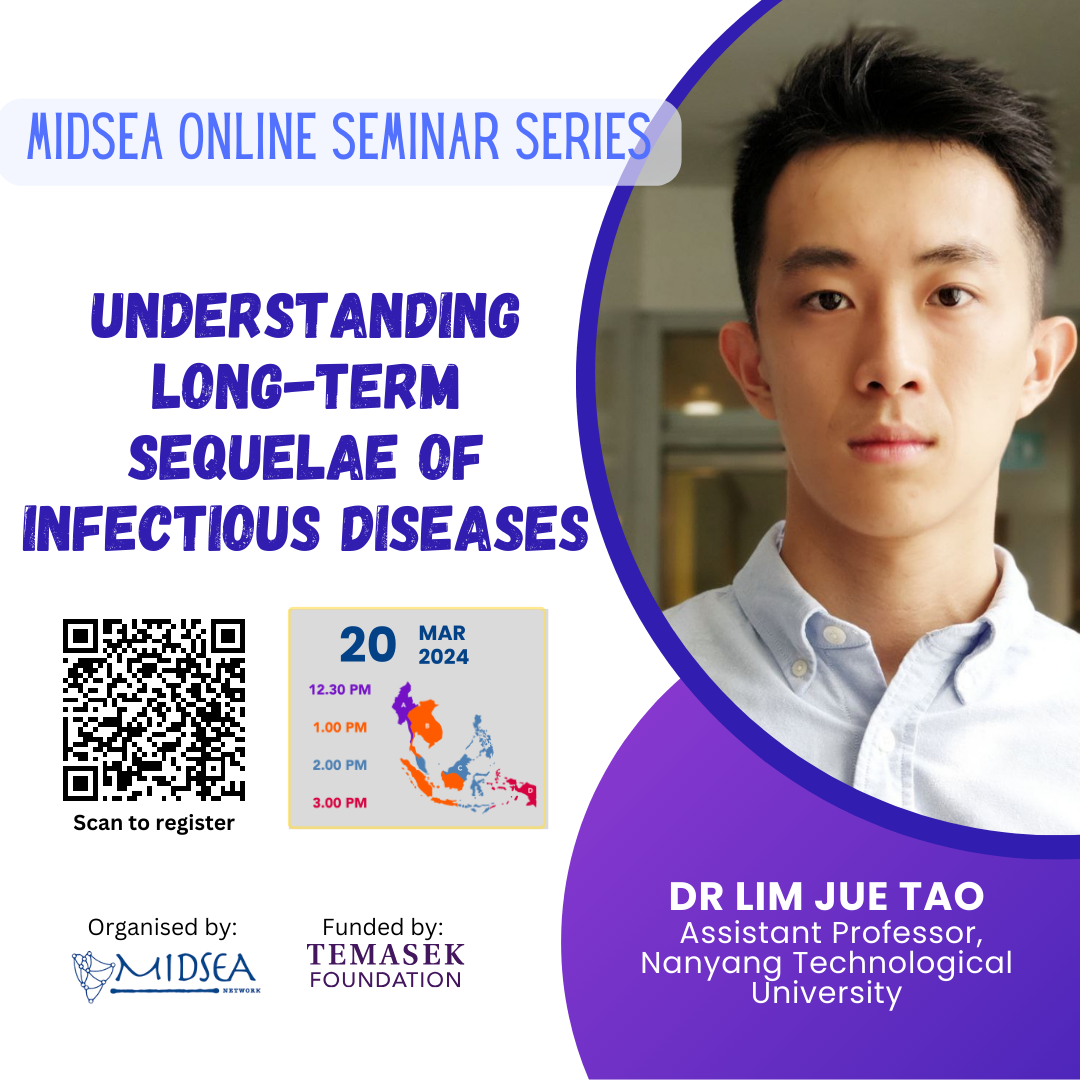 MIDSEA ONLINE SEMINAR SERIES
UNDERSTANDING
LONG-TERM
SEQUELAE OF
INFECTIOUS DISEASES
20 MAR
2024
12.30 PM
1.00 PM
2.00 PM
3.00 PM
A
B
C
D
Scan to register
Organised by:
MIDSEA
NETWORK
Funded by:
TEMASEK
FOUNDATION
DR LIM JUE TAO
Assistant Professor,
Nanyang Technological
University